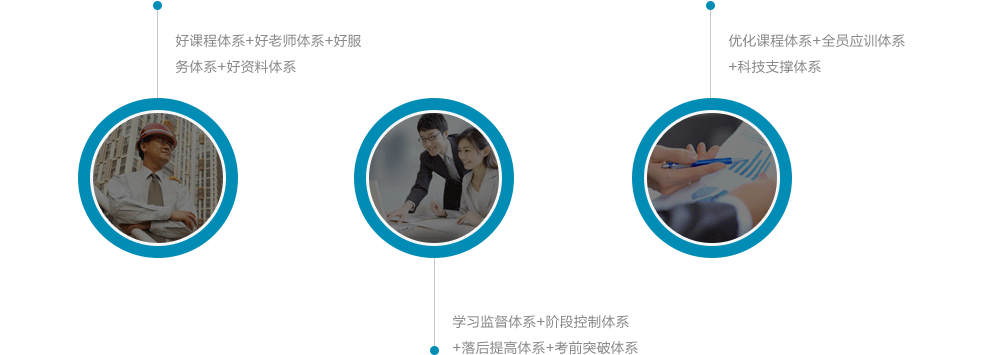 好课程体系+好老师体系+好服
务体系+好资料体系
学习监督体系+阶段控制体系
+落后提高体系+考前突破体系
优化课程体系+全员应训体系
+科技支撑体系